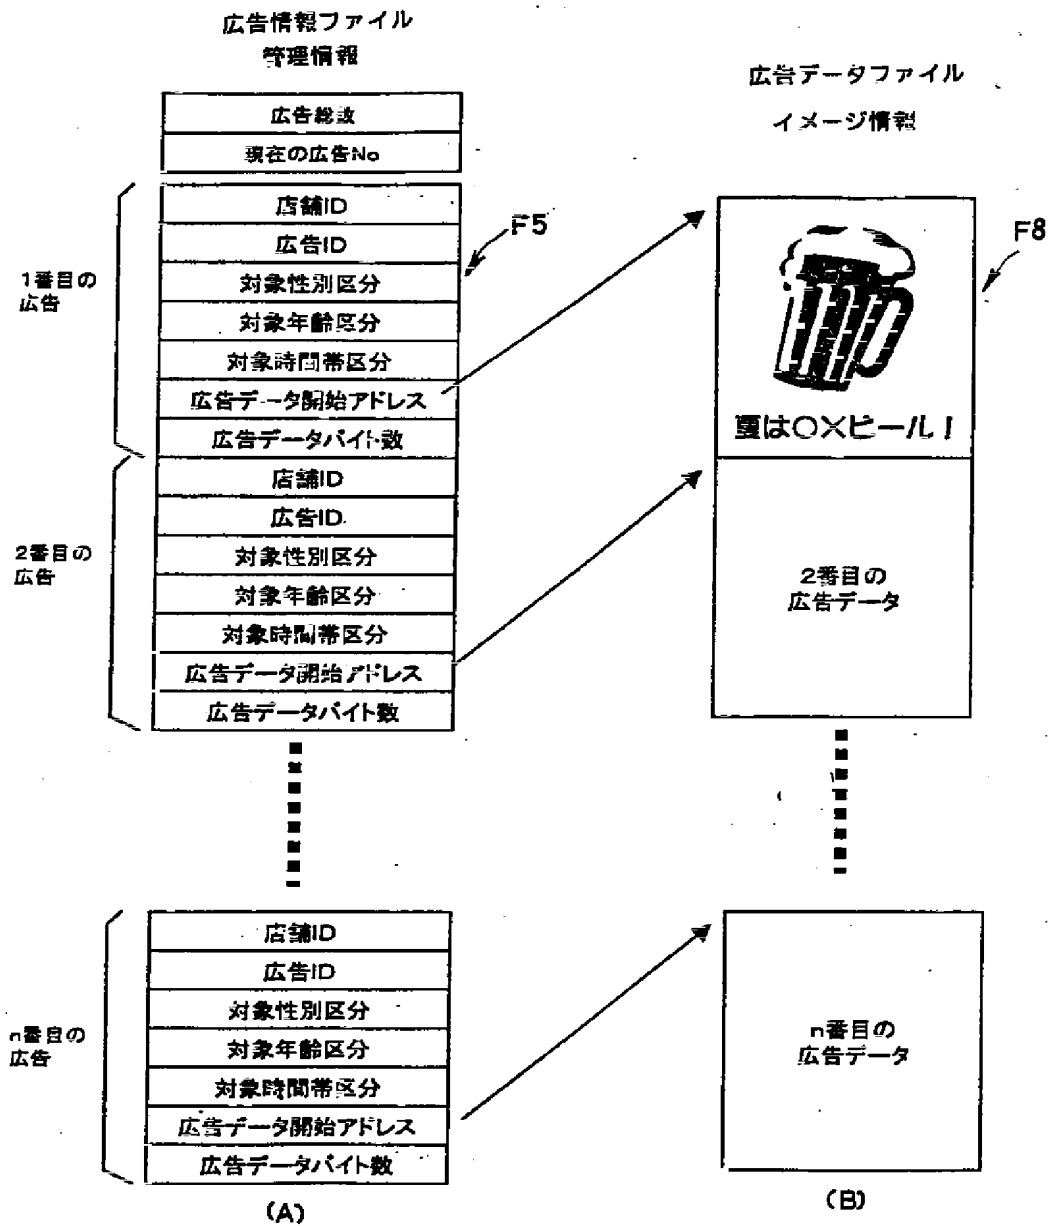 広告情報ファイル
管理情報
広告総数
現在の広告No
1番目の
広告
店舗ID
広告ID
対象性別区分
対象年齢区分
対象時間帯区分
広告データ開始アドレス
広告データバイト数
F5
2番目の
広告
店舗ID
広告ID
対象性別区分
対象年齢区分
対象時間帯区分
広告データ開始アドレス
広告データバイト数
n番目の
広告
店舗ID
広告ID
対象性別区分
対象年齢区分
対象時間帯区分
広告データ開始アドレス
広告データバイト数
(A)
広告データファイル
イメージ情報
F8
夏は○×ビール!
2番目の
広告データ
n番目の
広告データ
(B)